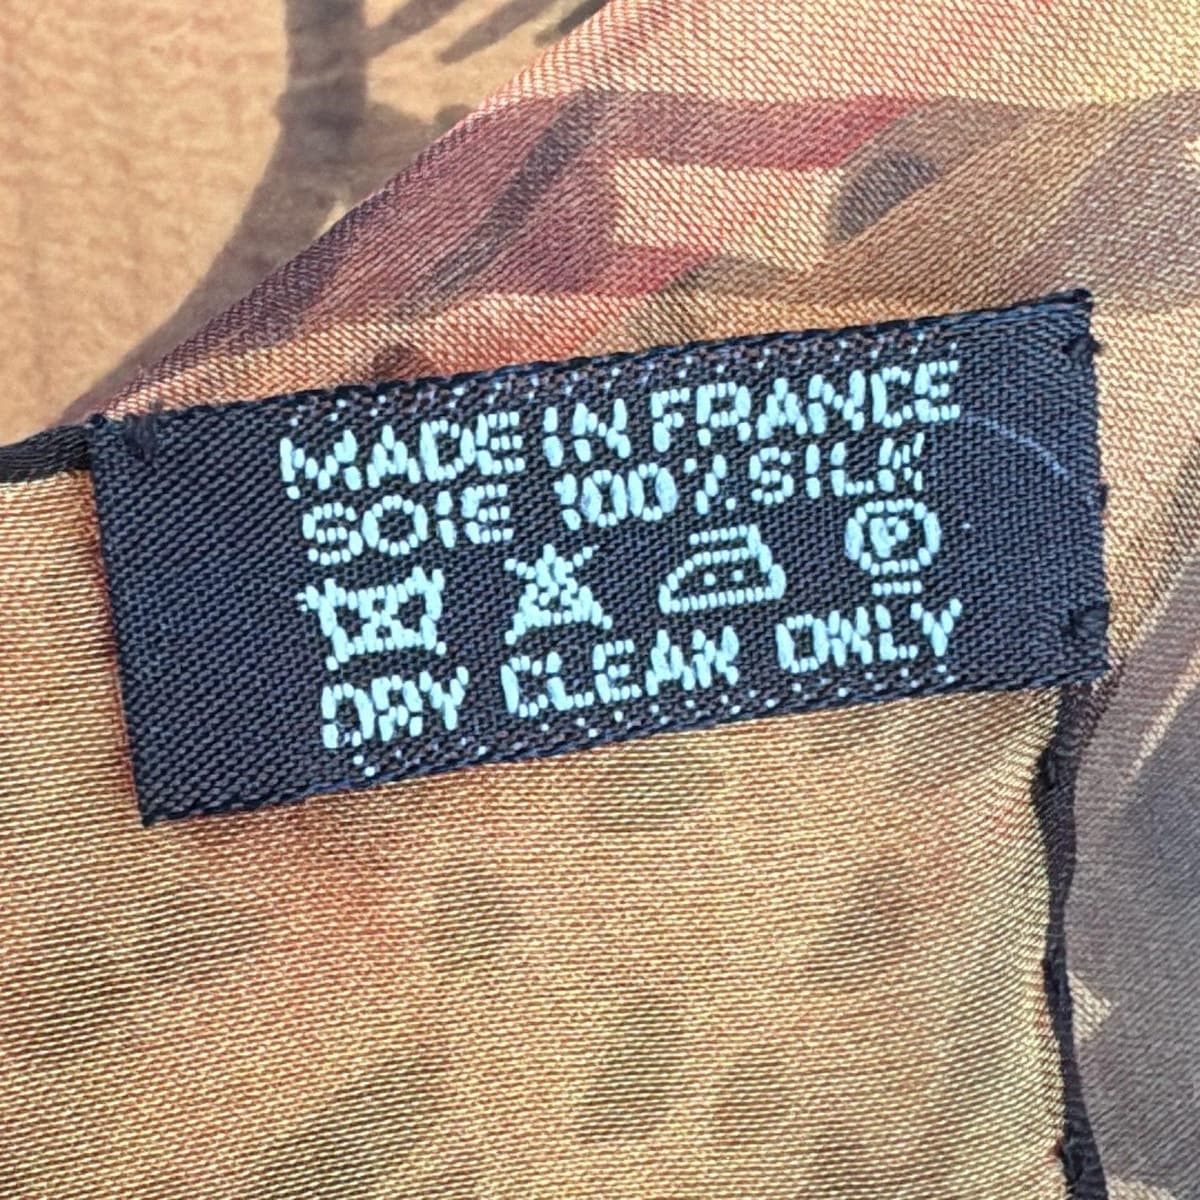 MADE IN FRANCE
SOIE 100% SILK
P
DRY CLEAN ONLY